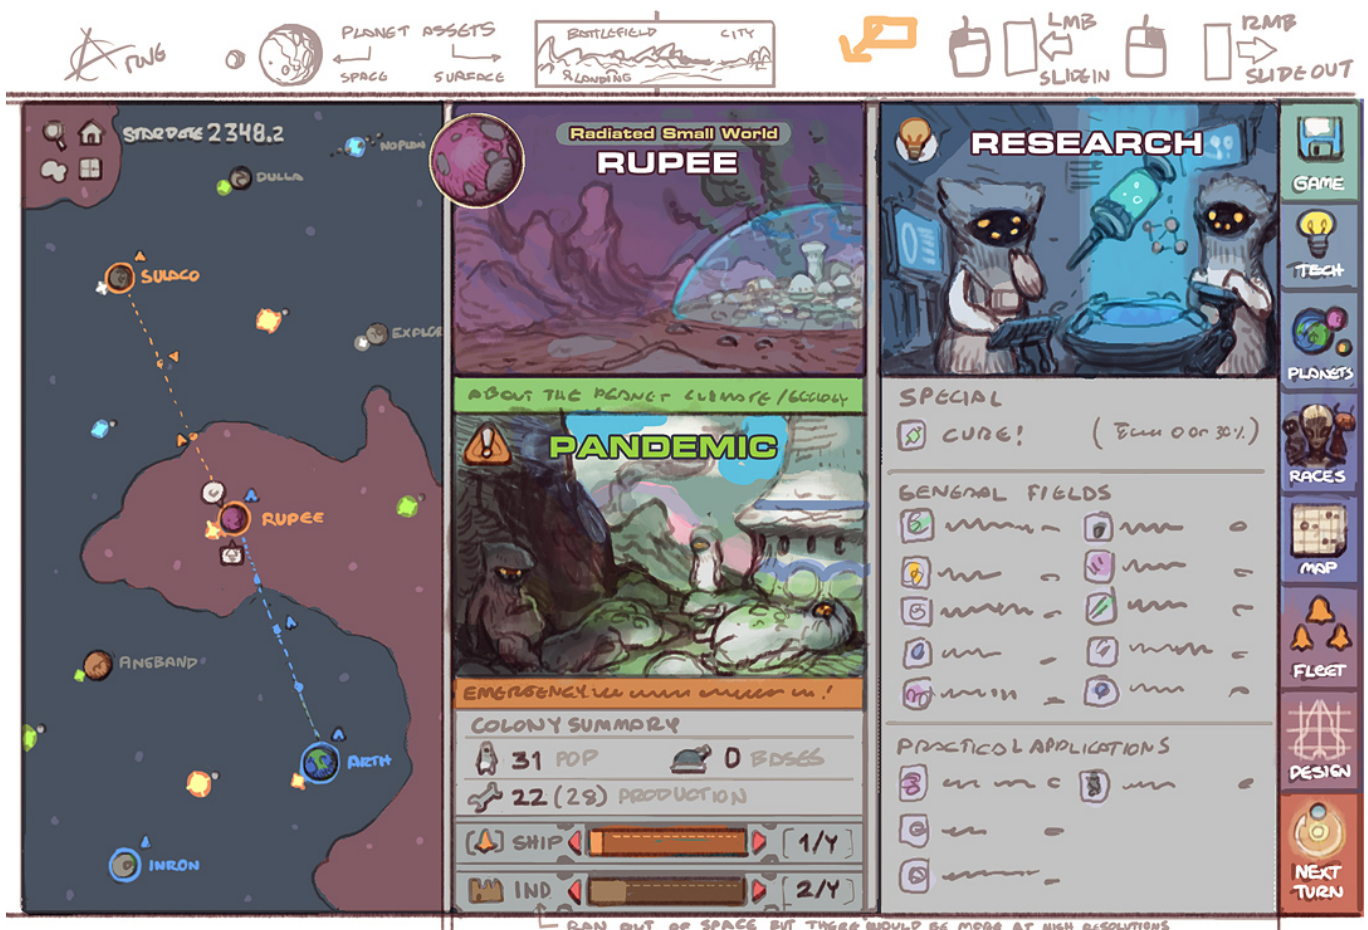 PLANET ASSETS
SPACE
SURFACE
BATTLEFIELD
CITY
& LANDING
LMB
SLIDE IN
RMB
SLIDE OUT
STARDATE 2348.2
NOPLAN
DULLA
SULACO
EXPLOR
RUPEE
ANGBAND
ARTH
INRON
Radiated Small World
RUPEE
ABOUT THE PLANET CLIMATE / ECOLOGY
PANDEMIC
EMERGENCY !
COLONY SUMMARY
31 POP
0 BASES
22 (28) PRODUCTION
SHIP
1/Y
IND
2/Y
RESEARCH
SPECIAL
CURE!
GENERAL FIELDS
PRACTICAL APPLICATIONS
GAME
TECH
PLANETS
RACES
MAP
FLEET
DESIGN
NEXT
TURN
RAN OUT OF SPACE BUT THERE WOULD BE MORE AT HIGH RESOLUTIONS